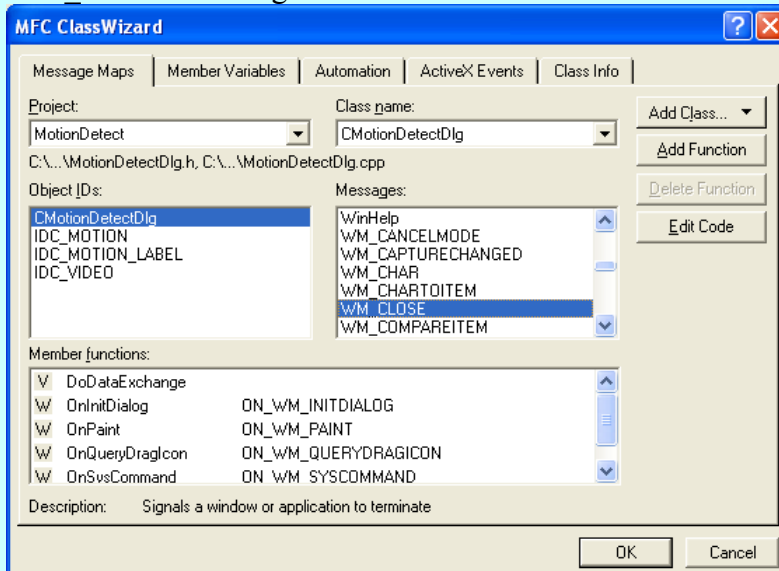 MFC ClassWizard
Message Maps Member Variables Automation ActiveX Events Class Info
Project: Class name:
MotionDetect CMotionDetectDlg
Add Class...
C:\...\MotionDetectDlg.h, C:\...\MotionDetectDlg.cpp
Add Function
Object IDs: Messages:
Delete Function
Edit Code
CMotionDetectDlg
IDC_MOTION
IDC_MOTION_LABEL
IDC_VIDEO
WinHelp
WM_CANCELMODE
WM_CAPTURECHANGED
WM_CHAR
WM_CHARTOITEM
WM_CLOSE
WM_COMPAREITEM
Member functions:
V DoDataExchange
W OnInitDialog ON_WM_INITDIALOG
W OnPaint ON_WM_PAINT
W OnQueryDragIcon ON_WM_QUERYDRAGICON
W OnSysCommand ON_WM_SYSCOMMAND
Description: Signals a window or application to terminate
OK Cancel